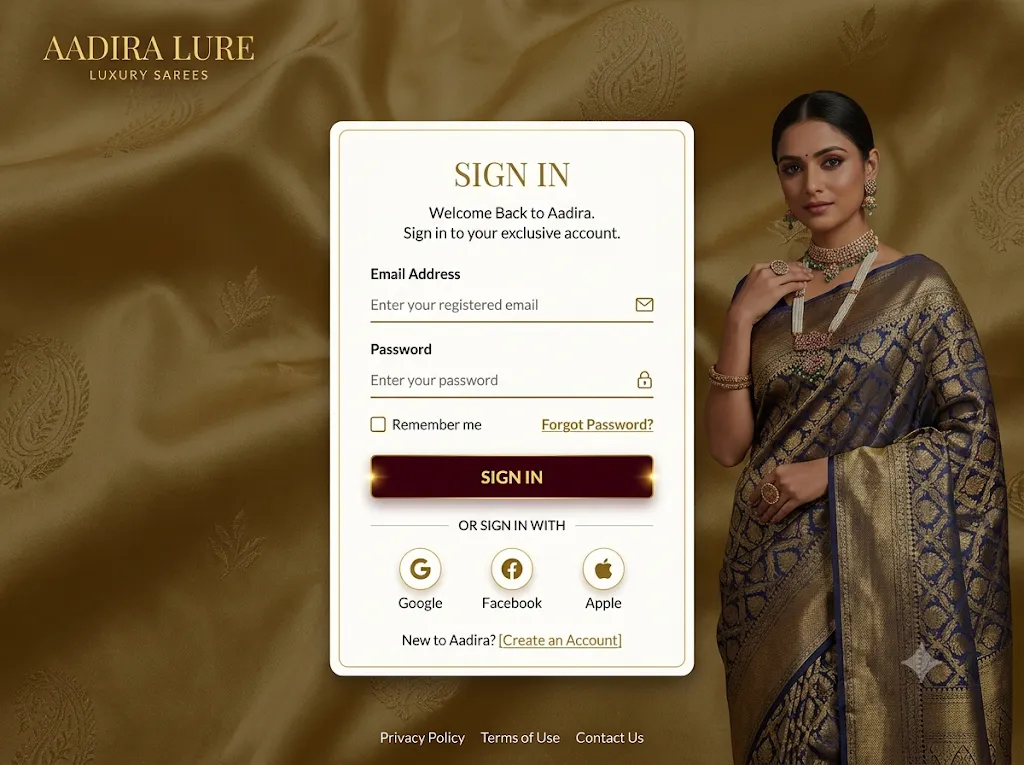 AADIRA LURE
LUXURY SAREES
SIGN IN
Welcome Back to Aadira.
Sign in to your exclusive account.
Email Address
Enter your registered email
Password
Enter your password
Remember me
Forgot Password?
SIGN IN
OR SIGN IN WITH
Google
Facebook
Apple
New to Aadira? [Create an Account]
Privacy Policy Terms of Use Contact Us